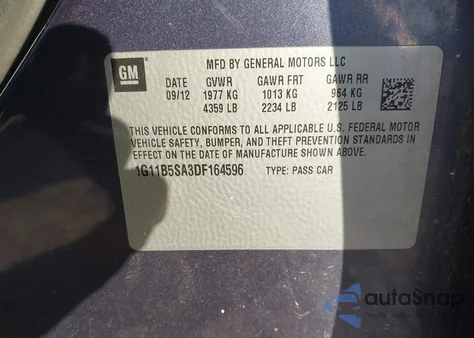 GM
MFD BY GENERAL MOTORS LLC
DATE GVWR GAWR FRT GAWR RR
09/12 1977 KG 1013 KG 964 KG
4359 LB 2234 LB 2125 LB
THIS VEHICLE CONFORMS TO ALL APPLICABLE U.S. FEDERAL MOTOR
VEHICLE SAFETY, BUMPER, AND THEFT PREVENTION STANDARDS
IN EFFECT ON THE DATE OF MANUFACTURE SHOWN ABOVE.
1G11B5SA3DF164596 TYPE: PASS CAR
autoSnap